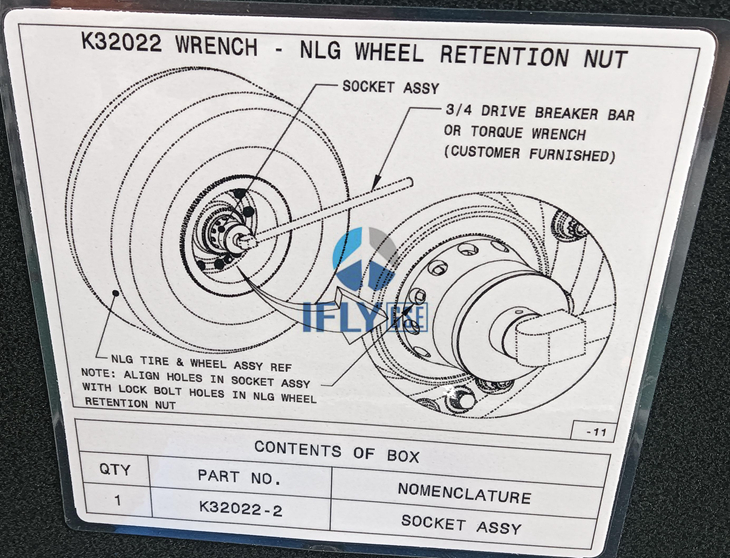 K32022 WRENCH - NLG WHEEL RETENTION NUT
SOCKET ASSY
3/4 DRIVE BREAKER BAR
OR TORQUE WRENCH
(CUSTOMER FURNISHED)
IFLY GSE
NLG TIRE & WHEEL ASSY REF
NOTE: ALIGN HOLES IN SOCKET ASSY
WITH LOCK BOLT HOLES IN NLG WHEEL
RETENTION NUT
-11
CONTENTS OF BOX
QTY PART NO. NOMENCLATURE
1 K32022-2 SOCKET ASSY